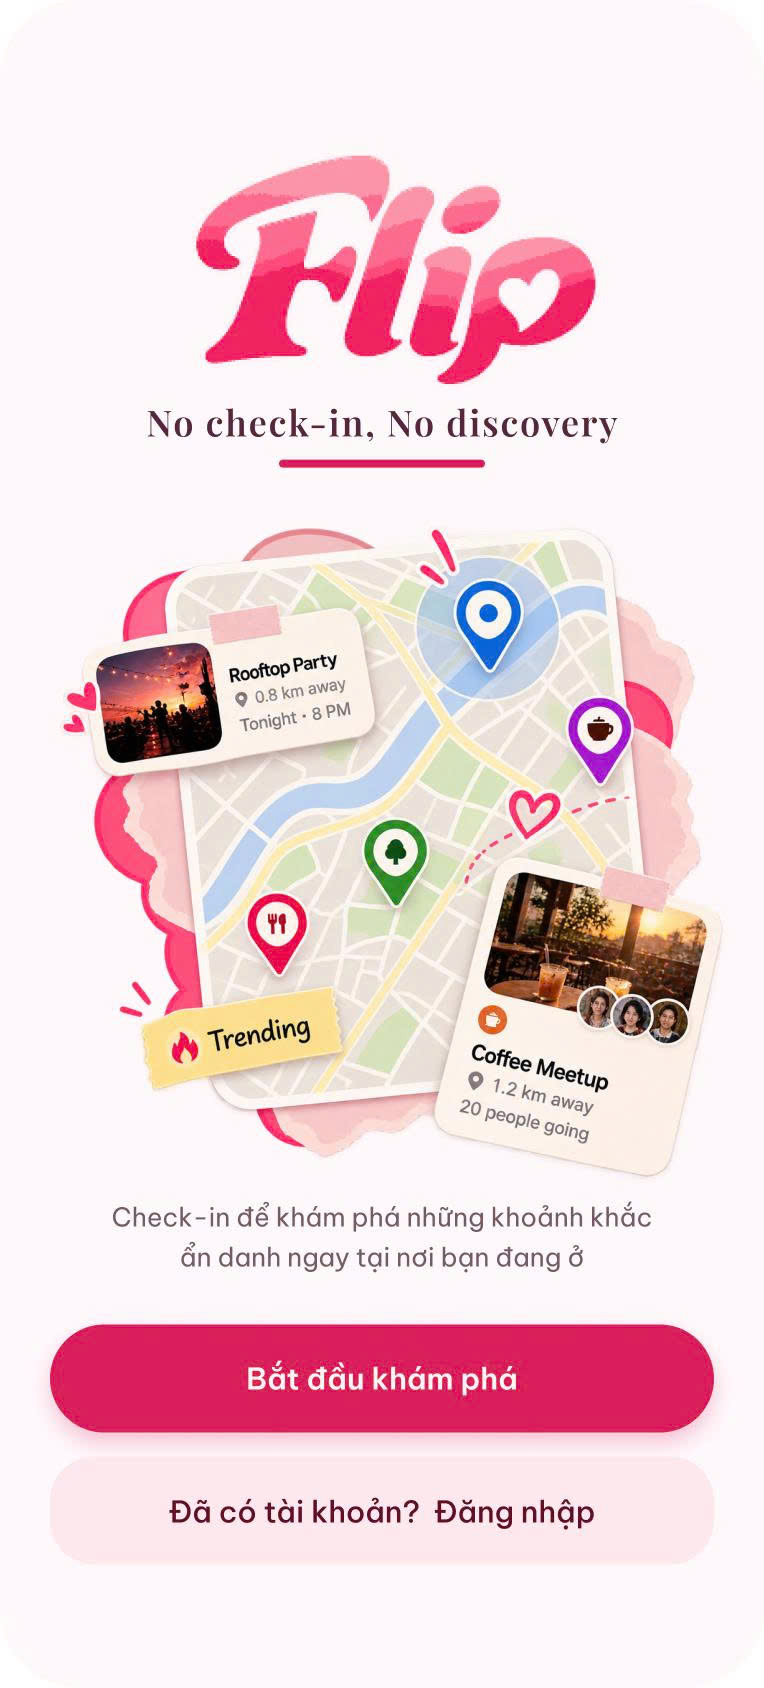 Flip
No check-in, No discovery
Rooftop Party
0.8 km away
Tonight • 8 PM
Trending
Coffee Meetup
1.2 km away
20 people going
Check-in để khám phá những khoảnh khắc
ẩn danh ngay tại nơi bạn đang ở
Bắt đầu khám phá
Đã có tài khoản? Đăng nhập